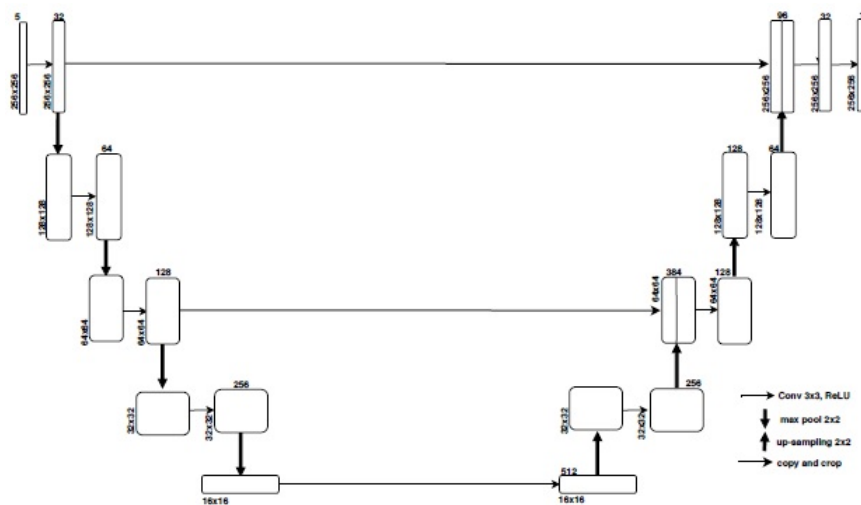 5
32
96
32
256x256
256x256
256x256
256x256
256x256
64
128
64
128x128
128x128
128x128
128x128
128
384
128
64x64
64x64
64x64
64x64
256
256
32x32
32x32
32x32
32x32
512
16x16
16x16
Conv 3x3, ReLU
max pool 2x2
up-sampling 2x2
copy and crop